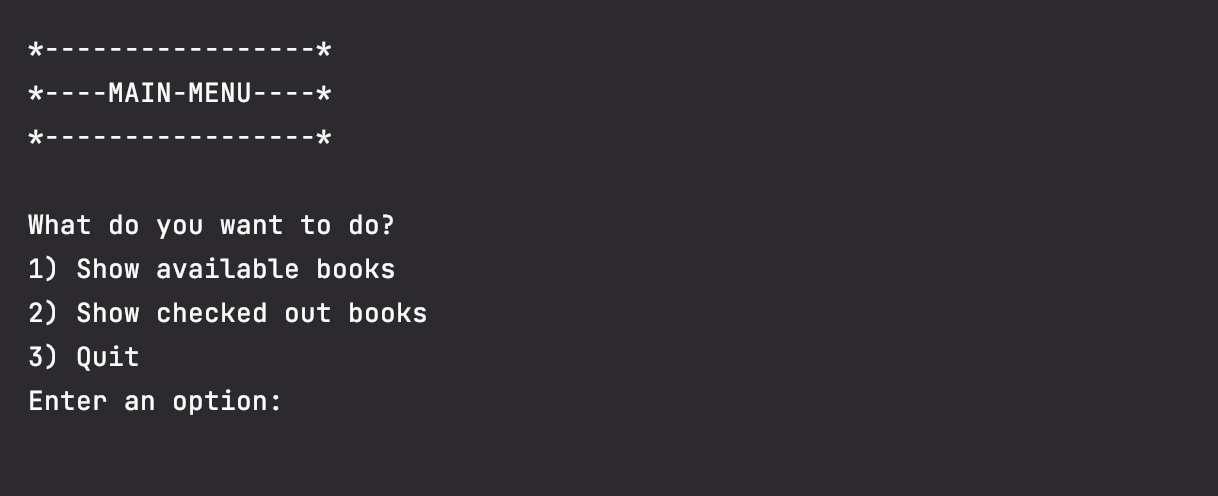 *-----------------*
*----MAIN-MENU----*
*-----------------*
What do you want to do?
1) Show available books
2) Show checked out books
3) Quit
Enter an option: